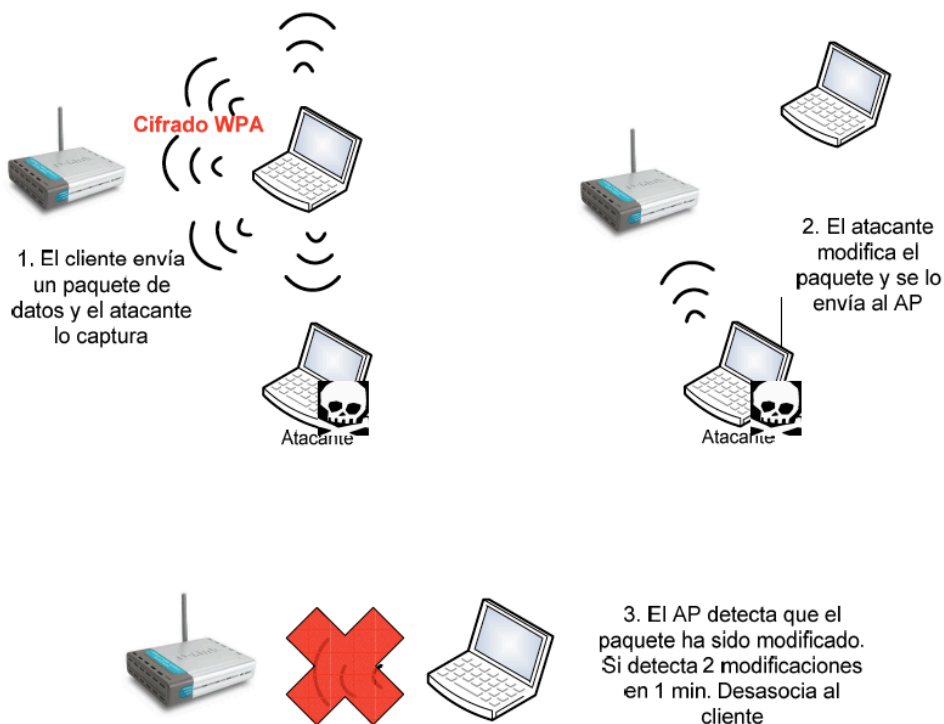 Cifrado WPA
1. El cliente envía
un paquete de
datos y el atacante
lo captura
Atacante
2. El atacante
modifica el
paquete y se lo
envía al AP
Atacante
3. El AP detecta que el
paquete ha sido modificado.
Si detecta 2 modificaciones
en 1 min. Desasocia al
cliente